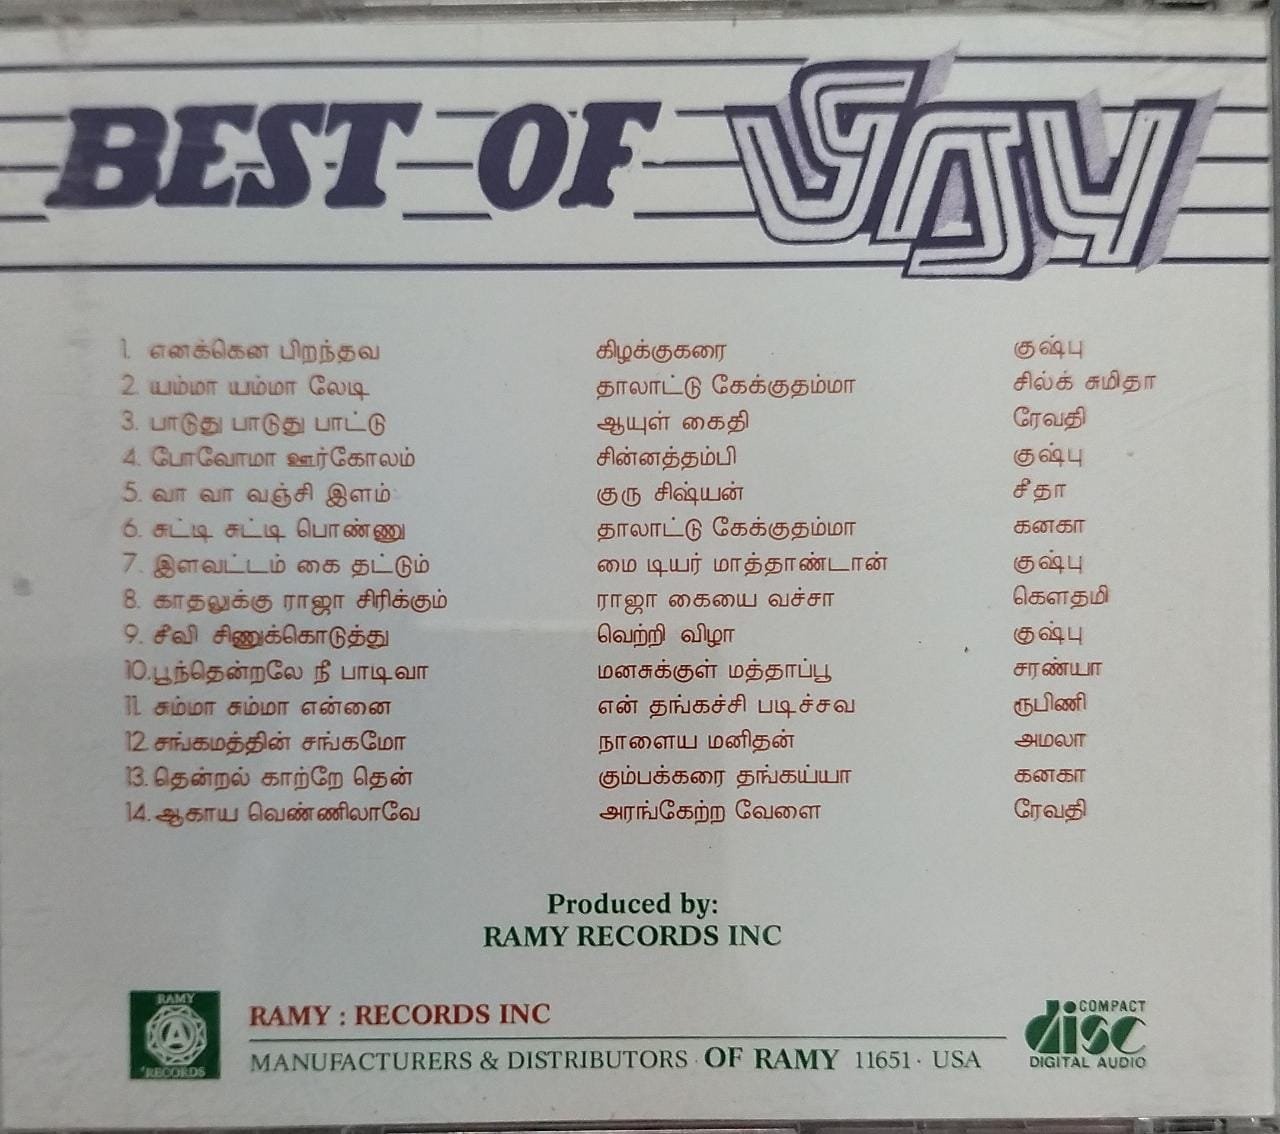 BEST OF ராஜு
1. எனக்கென பிறந்தவ கிழக்குகரை குஷ்பு
2. யம்மா யம்மா லேடி தாலாட்டு கேக்குதம்மா சில்க் சுமிதா
3. பாடுது பாடுது பாட்டு ஆயுள் கைதி ரேவதி
4. போவோமா ஊர்கோலம் சின்னத்தம்பி குஷ்பு
5. வா வா வஞ்சி இளம் குரு சிஷ்யன் சீதா
6. சுட்டி சுட்டி பொண்ணு தாலாட்டு கேக்குதம்மா கனகா
7. இளவட்டம் கை தட்டும் மை டியர் மாத்தாண்டான் குஷ்பு
8. காதலுக்கு ராஜா சிரிக்கும் ராஜா கையை வச்சா கௌதமி
9. சீவி சிணுக்கொடுத்து வெற்றி விழா குஷ்பு
10.பூந்தென்றலே நீ பாடிவா மனசுக்குள் மத்தாப்பூ சரண்யா
11. சும்மா சும்மா என்னை என் தங்கச்சி படிச்சவ ரூபிணி
12. சங்கமத்தின் சங்கமோ நாளைய மனிதன் அமலா
13. தென்றல் காற்றே தென் கும்பக்கரை தங்கய்யா கனகா
14. ஆகாய வெண்ணிலாவே அரங்கேற்ற வேளை ரேவதி
Produced by:
RAMY RECORDS INC
RAMY
A
RECORDS
RAMY : RECORDS INC
MANUFACTURERS & DISTRIBUTORS · OF RAMY 11651 · USA
COMPACT
disc
DIGITAL AUDIO